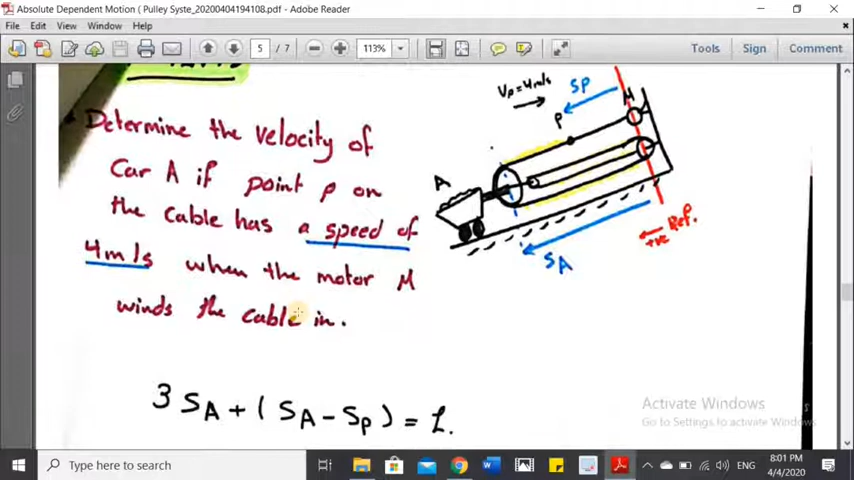 Absolute Dependent Motion ( Pulley Syste_20200404194108.pdf - Adobe Reader
File Edit View Window Help
5 / 7 113% Tools Sign Comment
Determine the velocity of
Car A if point p on
the cable has a speed of
4m/s when the motor M
winds the cable in.
Vp=4m/s
SP
M
P
A
SA
+ve Ref.
3 SA + ( SA - Sp ) = L.
Activate Windows
Go to Settings to activate Windows.
Type here to search
ENG
8:01 PM
4/4/2020